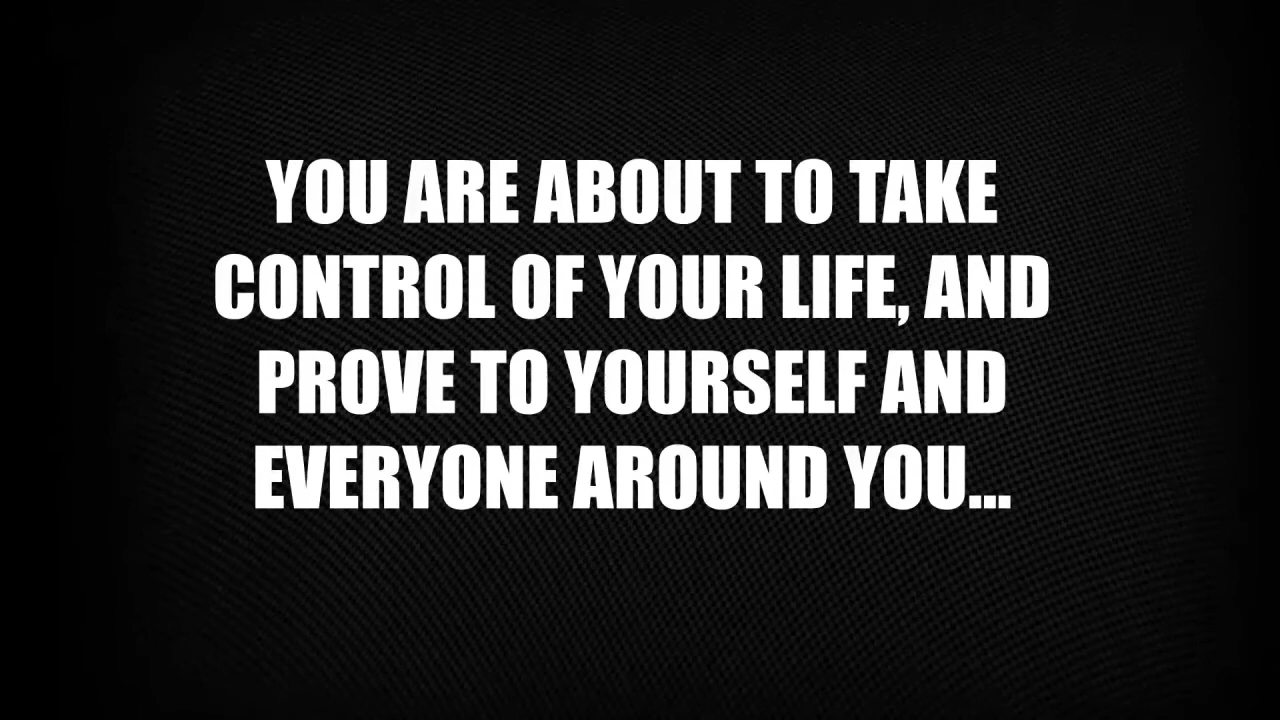 YOU ARE ABOUT TO TAKE
CONTROL OF YOUR LIFE, AND
PROVE TO YOURSELF AND
EVERYONE AROUND YOU...